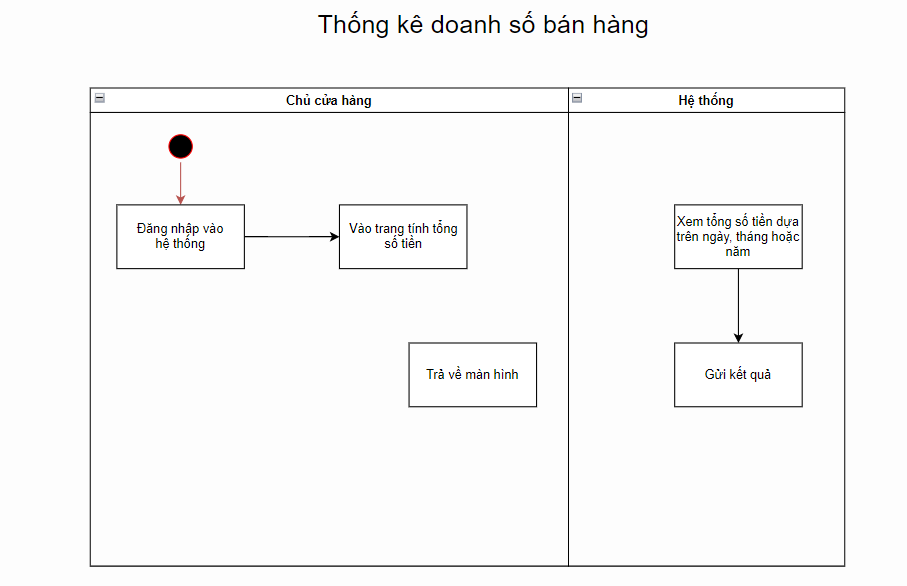 Thống kê doanh số bán hàng
Chủ cửa hàng
Hệ thống
Đăng nhập vào
hệ thống
Vào trang tính tổng
số tiền
Xem tổng số tiền dựa
trên ngày, tháng hoặc
năm
Trả về màn hình
Gửi kết quả